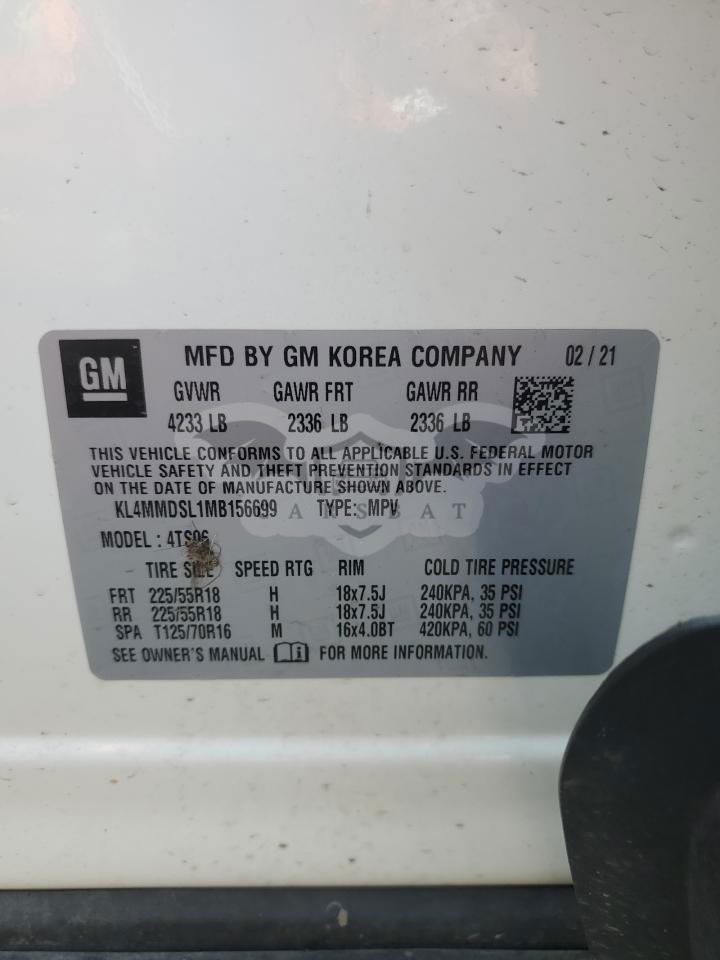 GM MFD BY GM KOREA COMPANY 02/21
GVWR GAWR FRT GAWR RR
4233 LB 2336 LB 2336 LB
THIS VEHICLE CONFORMS TO ALL APPLICABLE U.S. FEDERAL MOTOR
VEHICLE SAFETY AND THEFT PREVENTION STANDARDS IN EFFECT
ON THE DATE OF MANUFACTURE SHOWN ABOVE.
KL4MMDSL1MB156699 TYPE: MPV
CARSBAT
MODEL : 4TS06
TIRE SIZE SPEED RTG RIM COLD TIRE PRESSURE
FRT 225/55R18 H 18x7.5J 240KPA, 35 PSI
RR 225/55R18 H 18x7.5J 240KPA, 35 PSI
SPA T125/70R16 M 16x4.0BT 420KPA, 60 PSI
SEE OWNER'S MANUAL FOR MORE INFORMATION.